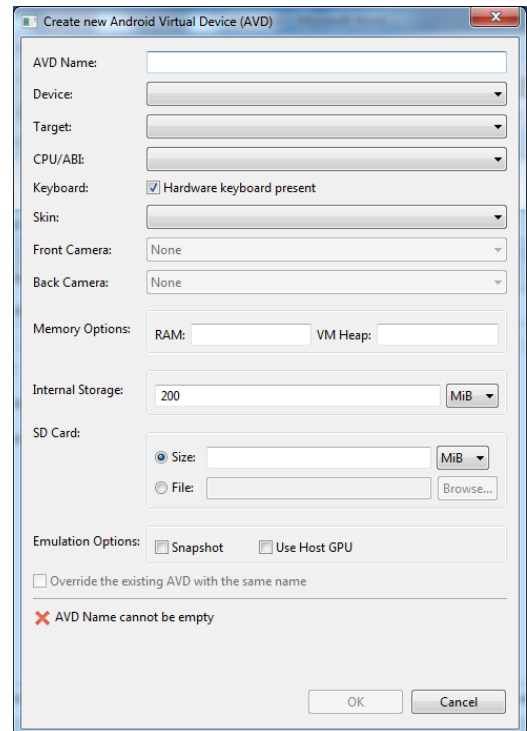 Create new Android Virtual Device (AVD)
AVD Name:
Device:
Target:
CPU/ABI:
Keyboard: Hardware keyboard present
Skin:
Front Camera: None
Back Camera: None
Memory Options: RAM: VM Heap:
Internal Storage: 200 MiB
SD Card:
Size: MiB
File: Browse...
Emulation Options: Snapshot Use Host GPU
Override the existing AVD with the same name
AVD Name cannot be empty
OK Cancel